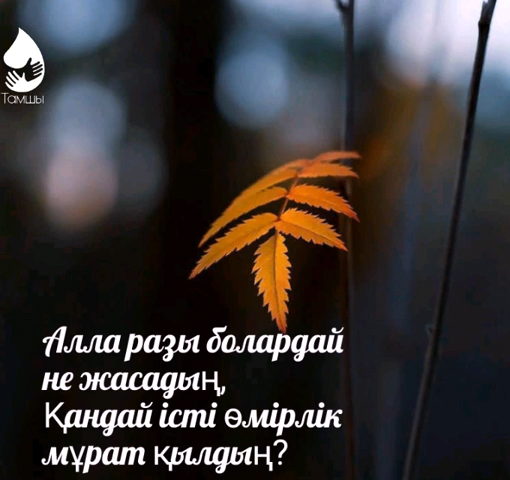 Тамшы
Алла разы болардай
не жасадың,
Қандай істі өмірлік
мұрат қылдың?